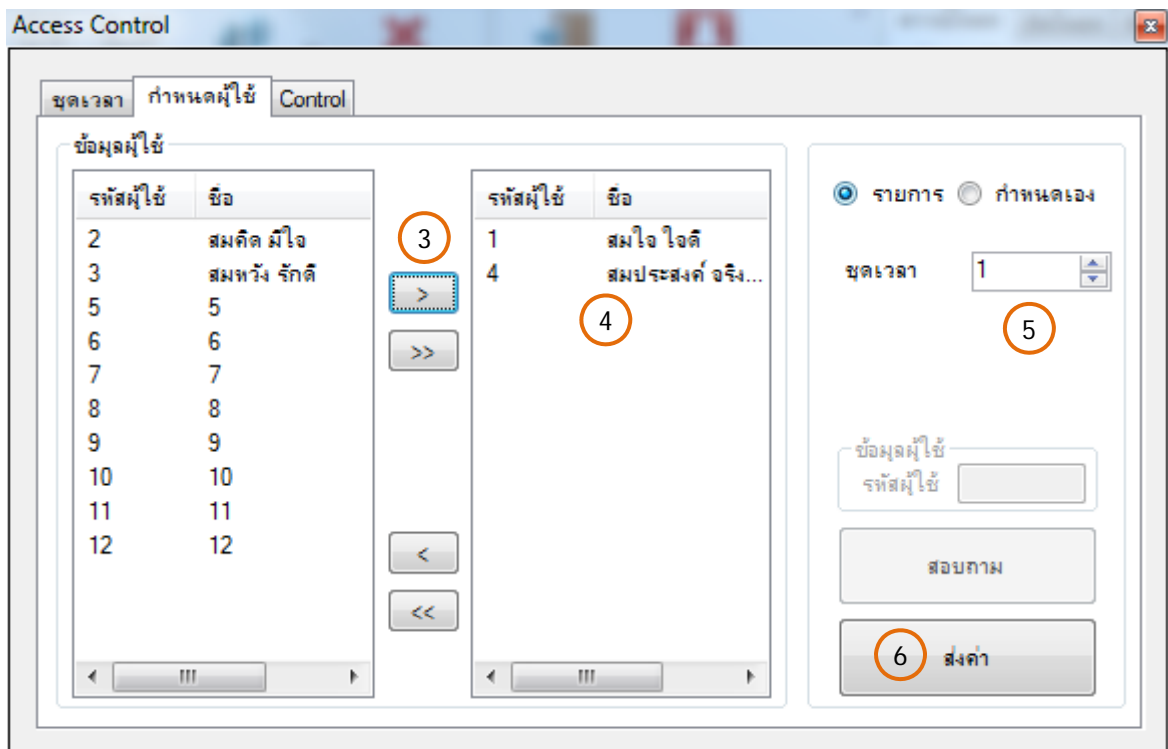 Access Control
ชุดเวลา กำหนดผู้ใช้ Control
ข้อมูลผู้ใช้
รหัสผู้ใช้ ชื่อ
2 สมคิด มีใจ
3 สมหวัง รักดี
5 5
6 6
7 7
8 8
9 9
10 10
11 11
12 12
3
>
>>
<
<<
รหัสผู้ใช้ ชื่อ
1 สมใจ ใจดี
4 สมประสงค์ จริง...
4
รายการ กำหนดเอง
ชุดเวลา 1
5
ข้อมูลผู้ใช้
รหัสผู้ใช้
สอบถาม
6 ส่งค่า